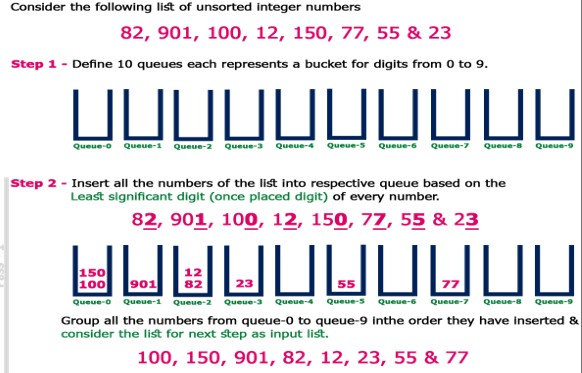 Consider the following list of unsorted integer numbers
82, 901, 100, 12, 150, 77, 55 & 23
Step 1 - Define 10 queues each represents a bucket for digits from 0 to 9.
Queue-0 Queue-1 Queue-2 Queue-3 Queue-4 Queue-5 Queue-6 Queue-7 Queue-8 Queue-9
Step 2 - Insert all the numbers of the list into respective queue based on the
Least significant digit (once placed digit) of every number.
82, 901, 100, 12, 150, 77, 55 & 23
150 12
100 901 82 23 55 77
Queue-0 Queue-1 Queue-2 Queue-3 Queue-4 Queue-5 Queue-6 Queue-7 Queue-8 Queue-9
Group all the numbers from queue-0 to queue-9 inthe order they have inserted &
consider the list for next step as input list.
100, 150, 901, 82, 12, 23, 55 & 77